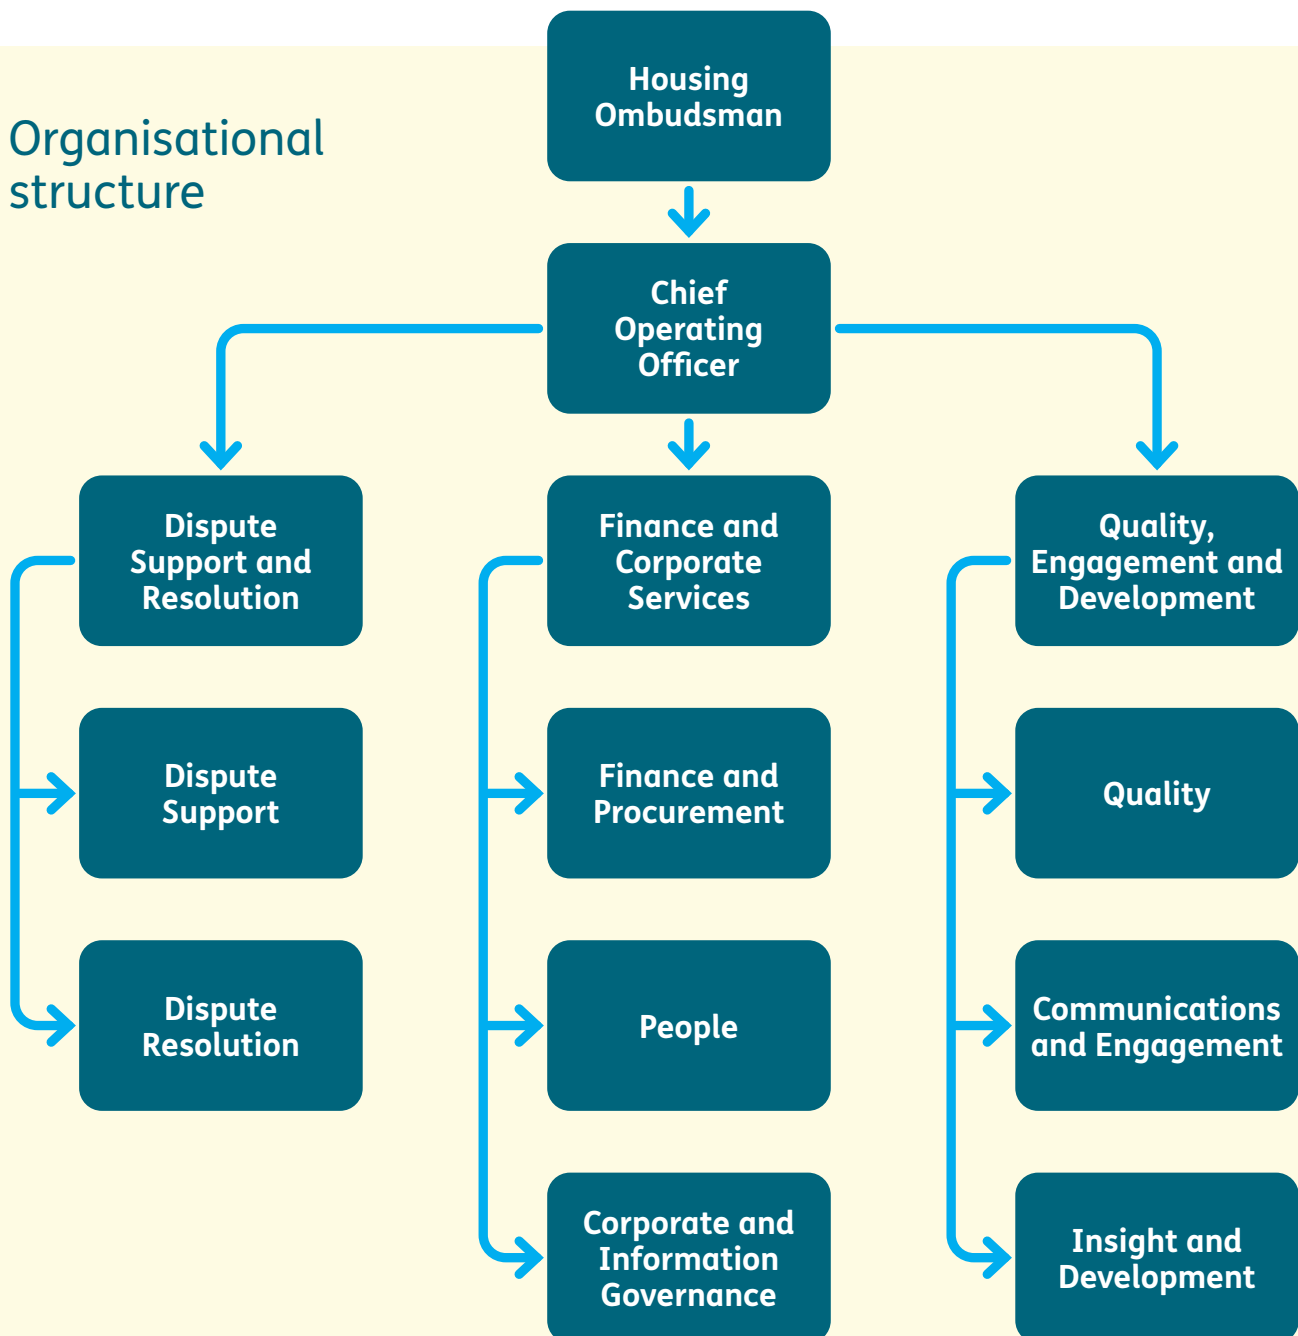 Organisational
structure
Housing
Ombudsman
Chief
Operating
Officer
Dispute
Support and
Resolution
Finance and
Corporate
Services
Quality,
Engagement and
Development
Dispute
Support
Finance and
Procurement
Quality
Dispute
Resolution
People
Communications
and Engagement
Corporate and
Information
Governance
Insight and
Development